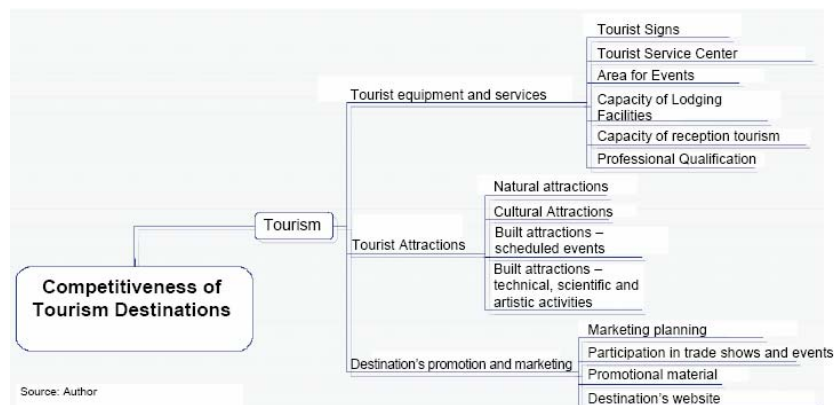 Tourist Signs
Tourist Service Center
Area for Events
Tourist equipment and services
Capacity of Lodging
Facilities
Capacity of reception tourism
Professional Qualification
Natural attractions
Cultural Attractions
Tourism
Built attractions –
scheduled events
Tourist Attractions
Built attractions –
technical, scientific and
artistic activities
Competitiveness of
Tourism Destinations
Marketing planning
Participation in trade shows and events
Destination's promotion and marketing
Promotional material
Destination's website
Source: Author